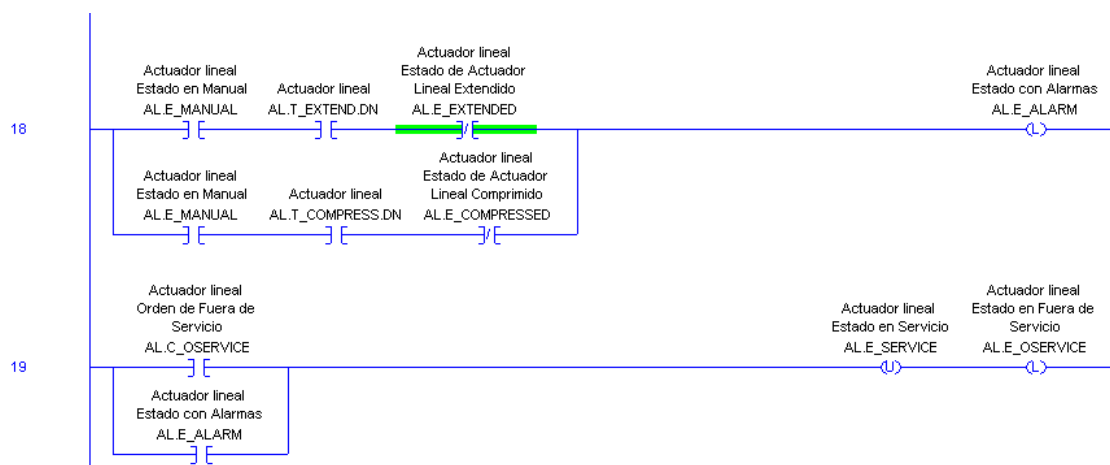 Actuador lineal
Estado en Manual
AL.E_MANUAL
Actuador lineal
AL.T_EXTEND.DN
Actuador lineal
Estado de Actuador
Lineal Extendido
AL.E_EXTENDED
Actuador lineal
Estado con Alarmas
AL.E_ALARM
18
L
Actuador lineal
Estado en Manual
AL.E_MANUAL
Actuador lineal
AL.T_COMPRESS.DN
Actuador lineal
Estado de Actuador
Lineal Comprimido
AL.E_COMPRESSED
Actuador lineal
Orden de Fuera de
Servicio
AL.C_OSERVICE
Actuador lineal
Estado en Servicio
AL.E_SERVICE
Actuador lineal
Estado en Fuera de
Servicio
AL.E_OSERVICE
19
U
L
Actuador lineal
Estado con Alarmas
AL.E_ALARM